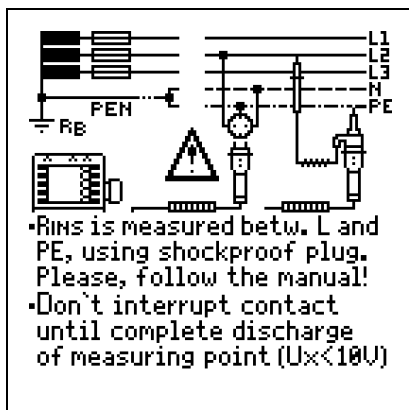 L1
L2
L3
N
PE
PEN
RB
▪RINS is measured betw. L and
PE, using shockproof plug.
Please, follow the manual!
▪Don`t interrupt contact
until complete discharge
of measuring point (Ux<10V)